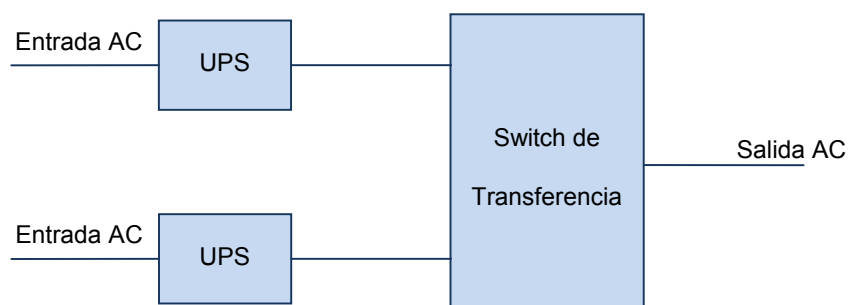 Entrada AC
UPS
Switch de
Transferencia
Salida AC
Entrada AC
UPS